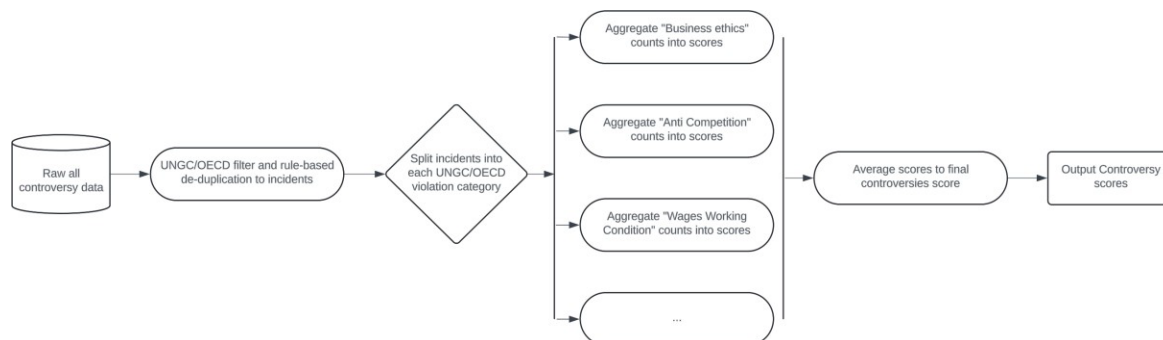 Raw all
controversy data
UNGC/OECD filter and rule-based
de-duplication to incidents
Split incidents into
each UNGC/OECD
violation category
Aggregate "Business ethics"
counts into scores
Aggregate "Anti Competition"
counts into scores
Aggregate "Wages Working
Condition" counts into scores
...
Average scores to final
controversies score
Output Controversy
scores